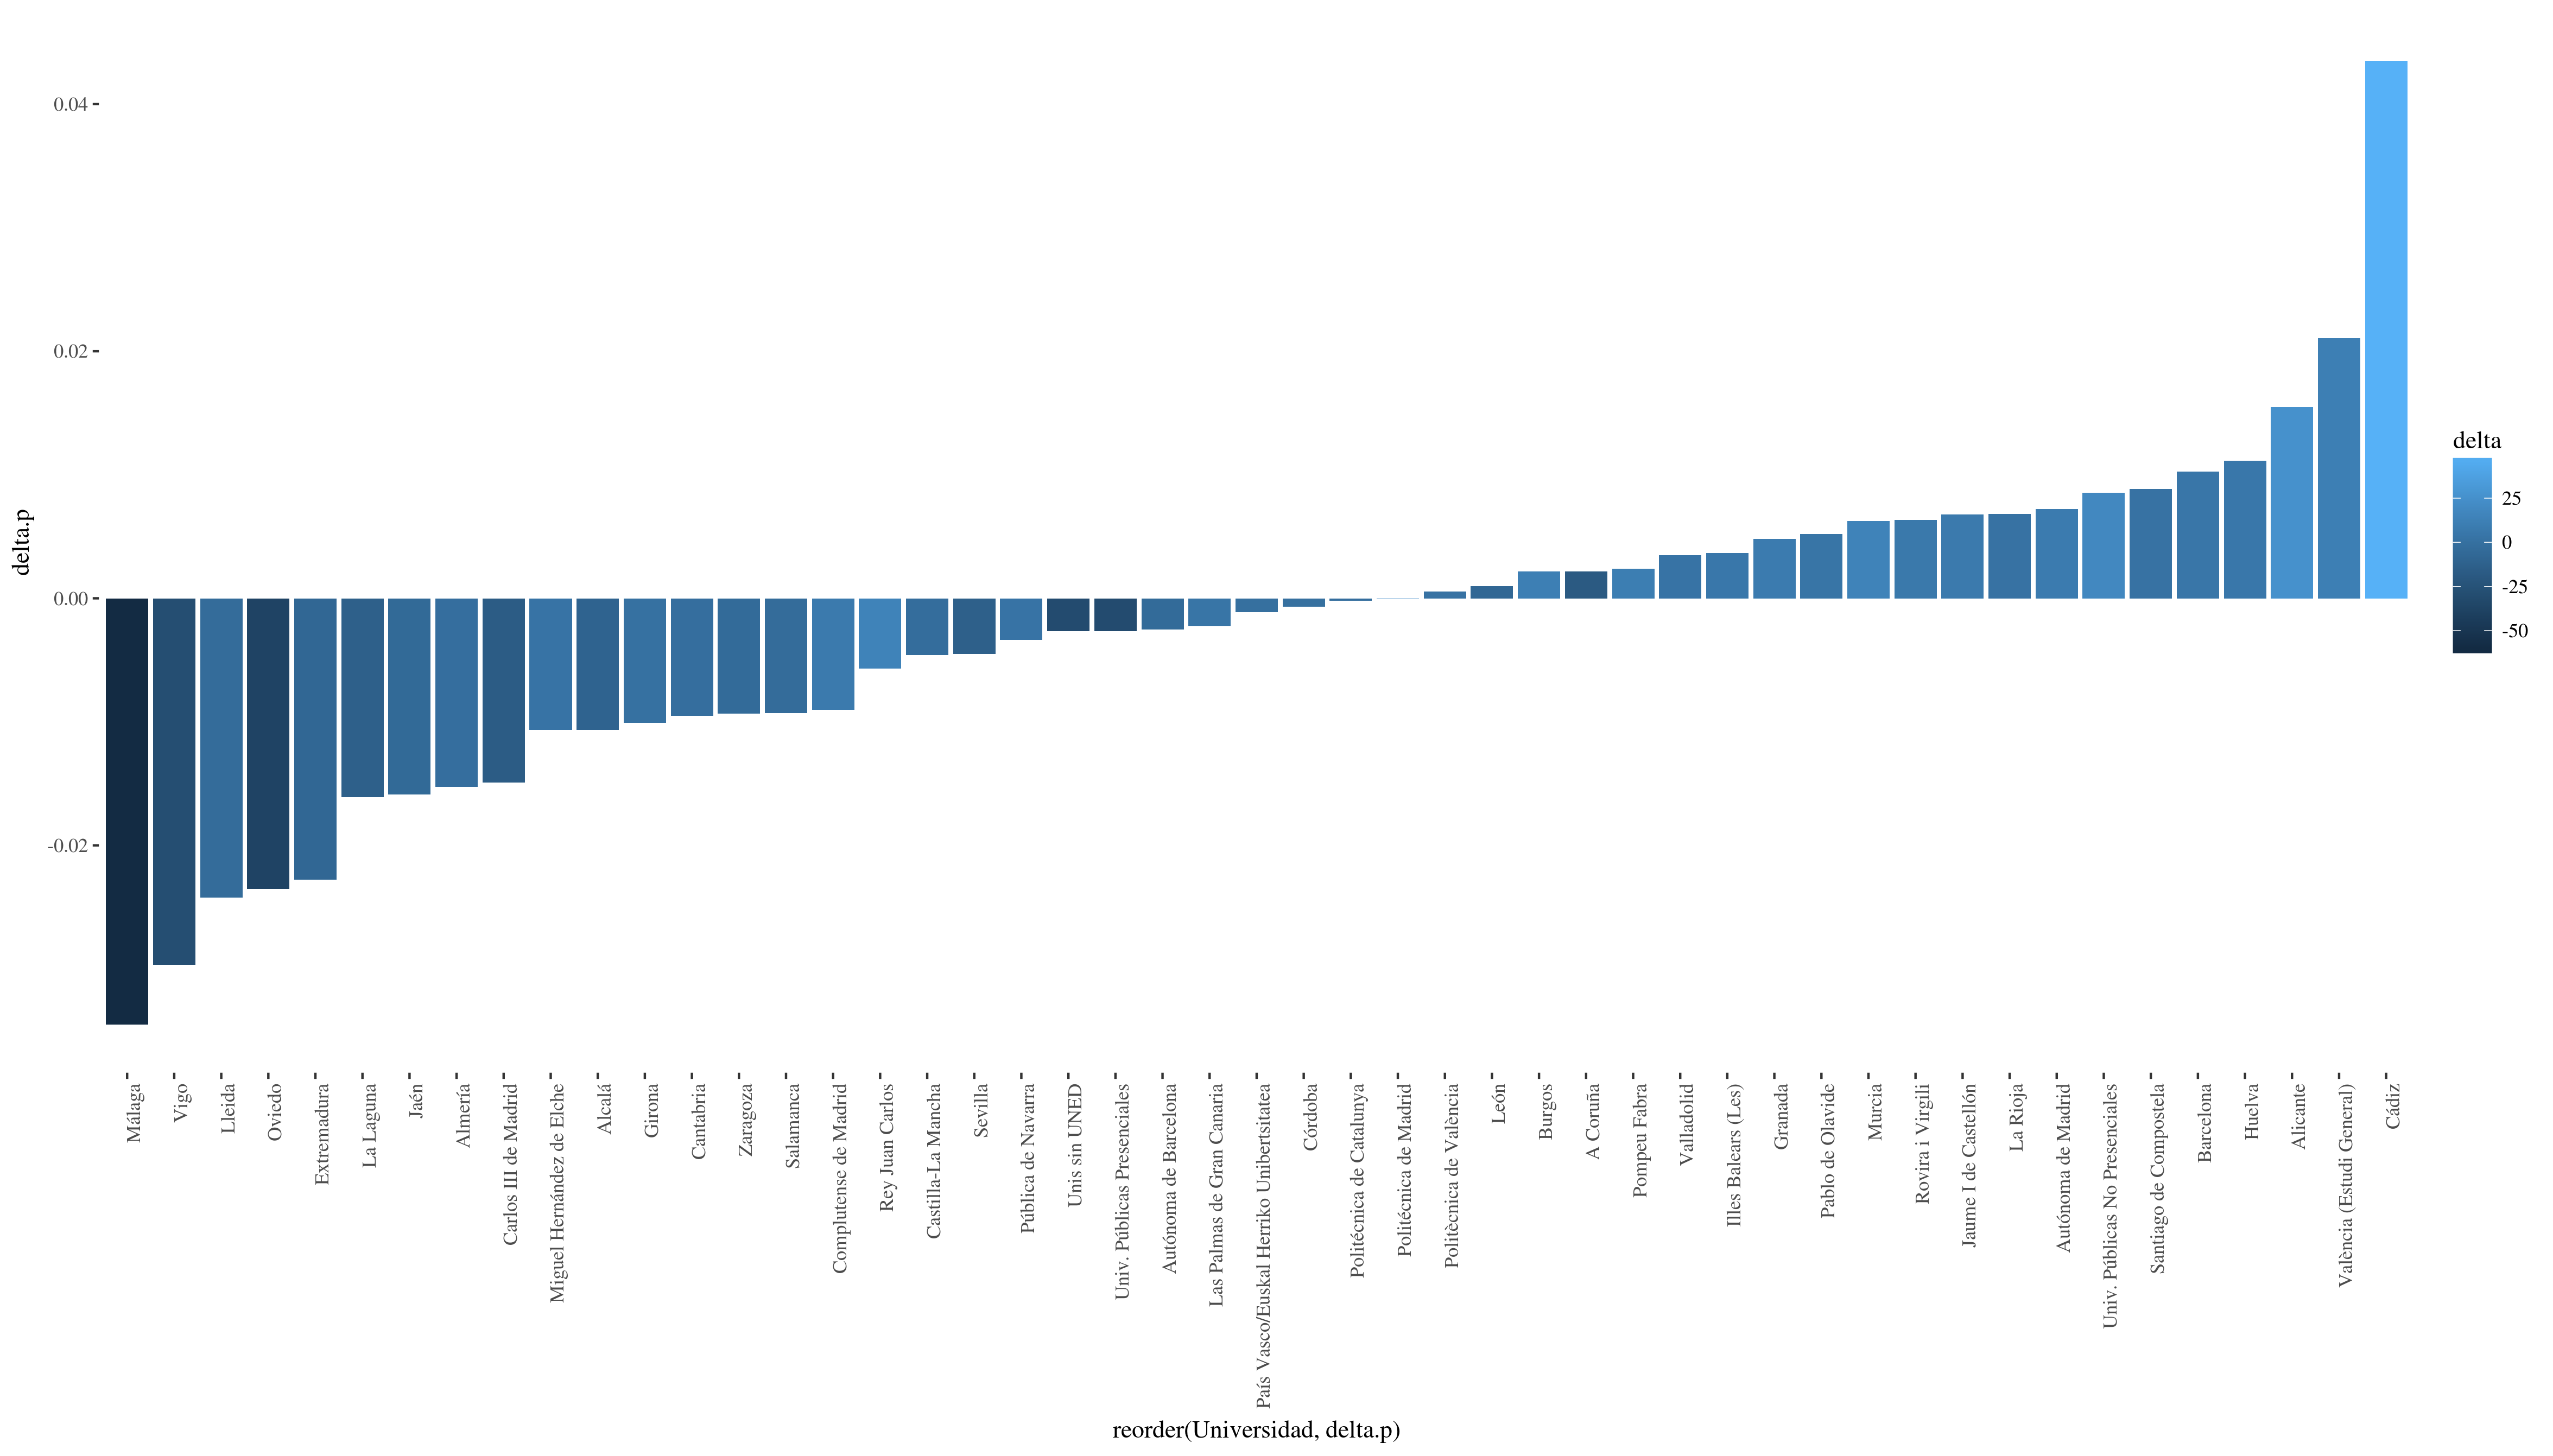 0.04
0.02
0.00
-0.02
delta.p
Málaga
Vigo
Lleida
Oviedo
Extremadura
La Laguna
Jaén
Almería
Carlos III de Madrid
Miguel Hernández de Elche
Alcalá
Girona
Cantabria
Zaragoza
Salamanca
Complutense de Madrid
Rey Juan Carlos
Castilla-La Mancha
Sevilla
Pública de Navarra
Unis sin UNED
Univ. Públicas Presenciales
Autónoma de Barcelona
Las Palmas de Gran Canaria
País Vasco/Euskal Herriko Unibertsitatea
Córdoba
Politécnica de Catalunya
Politécnica de Madrid
Politècnica de València
León
Burgos
A Coruña
Pompeu Fabra
Valladolid
Illes Balears (Les)
Granada
Pablo de Olavide
Murcia
Rovira i Virgili
Jaume I de Castellón
La Rioja
Autónoma de Madrid
Univ. Públicas No Presenciales
Santiago de Compostela
Barcelona
Huelva
Alicante
València (Estudi General)
Cádiz
reorder(Universidad, delta.p)
delta
25
0
-25
-50